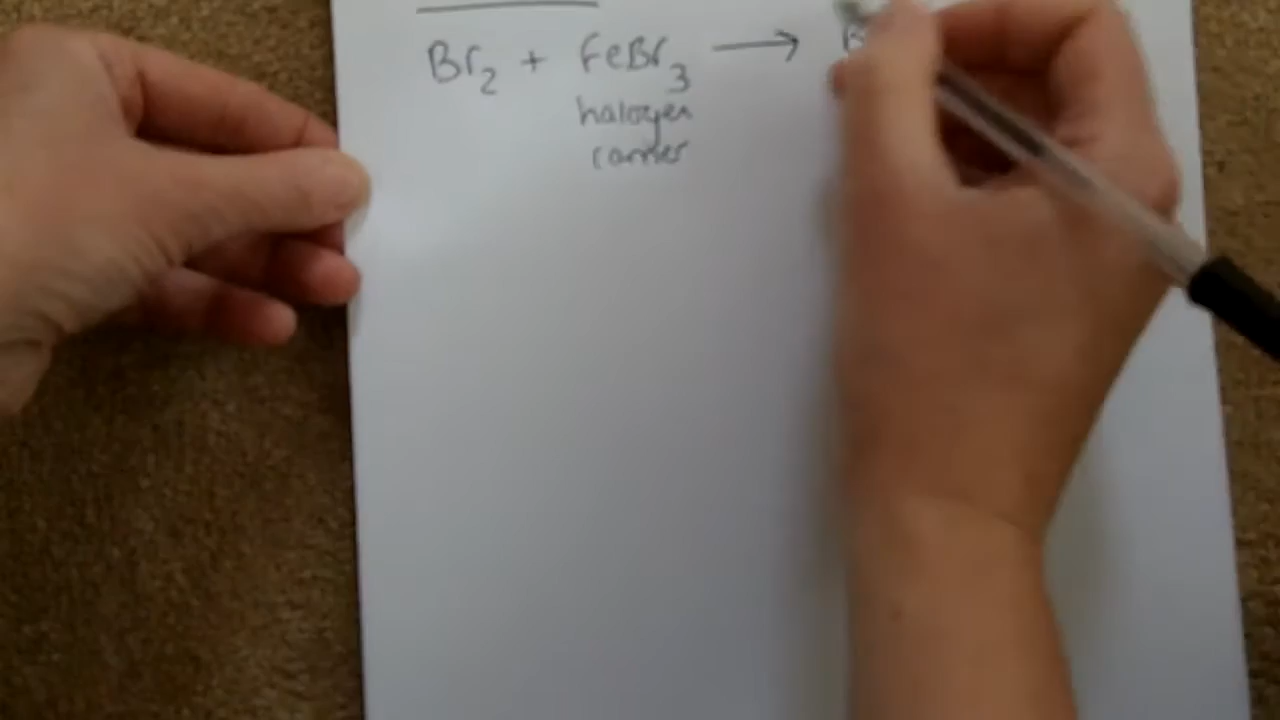 Br₂ + FeBr₃ → B
halogen
carrier